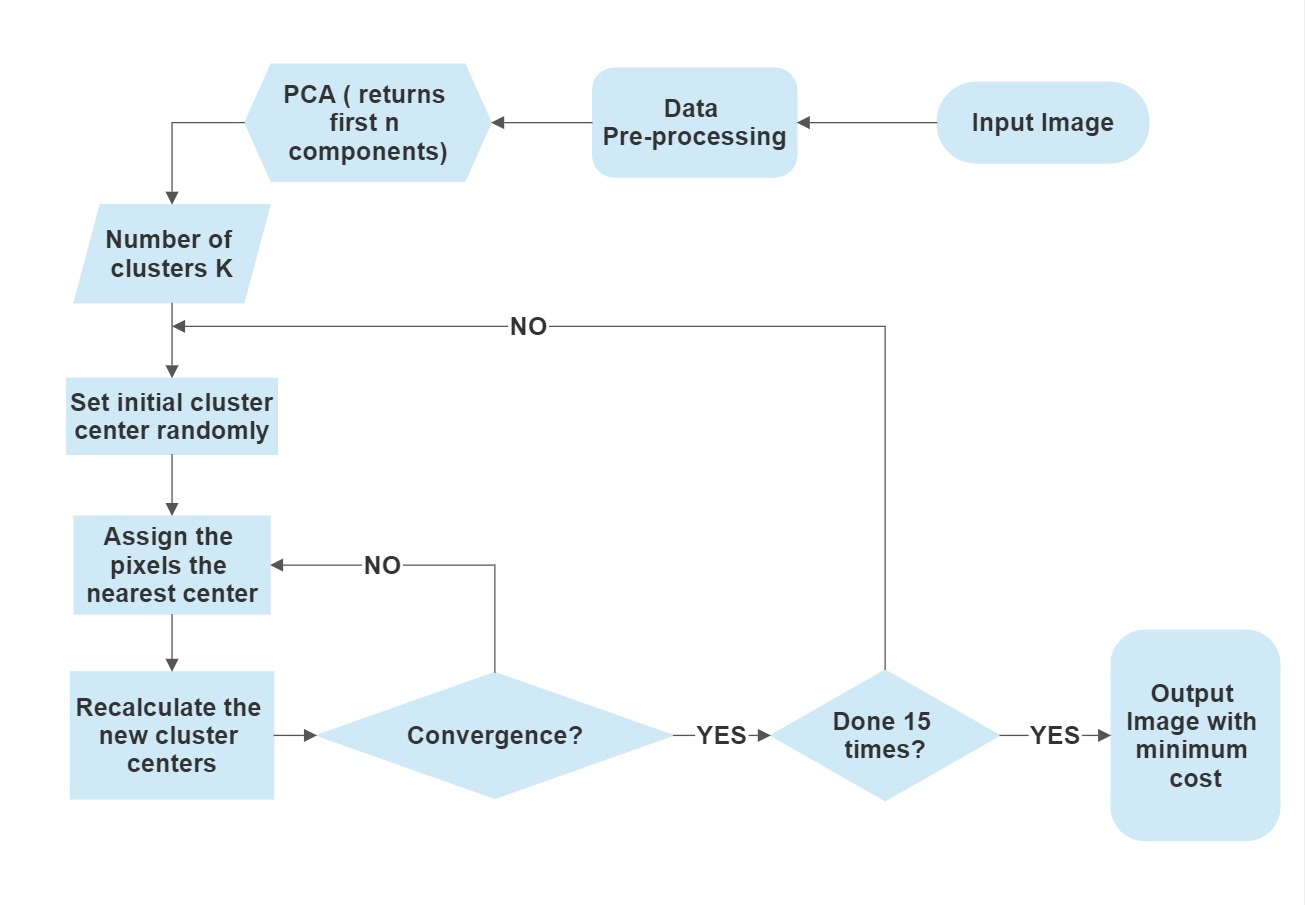 PCA ( returns
first n
components)
Data
Pre-processing
Input Image
Number of
clusters K
NO
Set initial cluster
center randomly
Assign the
pixels the
nearest center
NO
Recalculate the
new cluster
centers
Convergence?
YES
Done 15
times?
YES
Output
Image with
minimum
cost